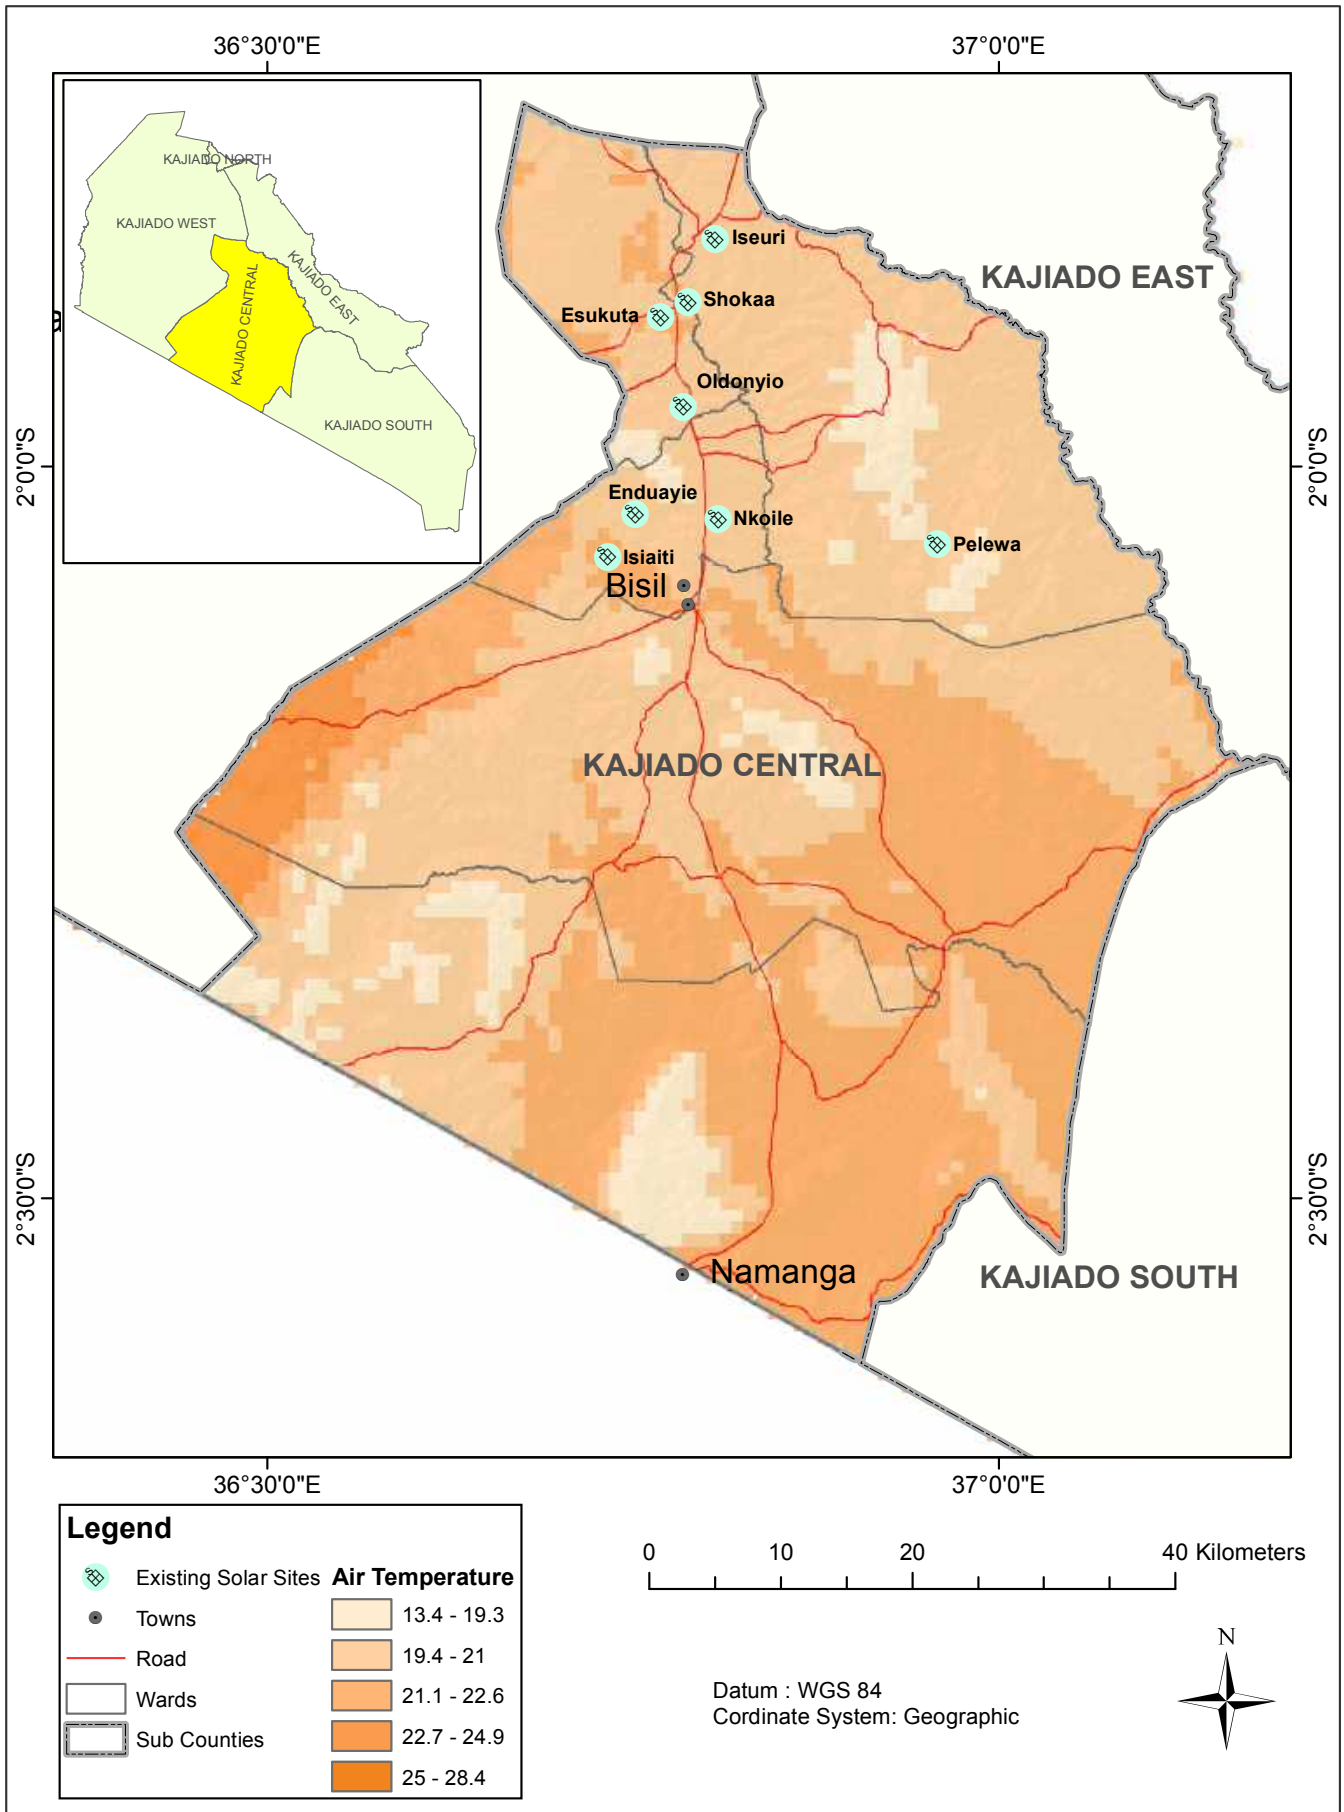 36°30'0"E
37°0'0"E
KAJIADO NORTH
KAJIADO WEST
KAJIADO EAST
KAJIADO CENTRAL
KAJIADO SOUTH
Iseuri
KAJIADO EAST
Shokaa
Esukuta
Oldonyio
2°0'0"S
2°0'0"S
Enduayie
Nkoile
Pelewa
Isiaiti
Bisil
KAJIADO CENTRAL
2°30'0"S
2°30'0"S
Namanga
KAJIADO SOUTH
36°30'0"E
37°0'0"E
Legend
Existing Solar Sites
Towns
Road
Wards
Sub Counties
Air Temperature
13.4 - 19.3
19.4 - 21
21.1 - 22.6
22.7 - 24.9
25 - 28.4
0 10 20 40 Kilometers
N
Datum : WGS 84
Cordinate System: Geographic